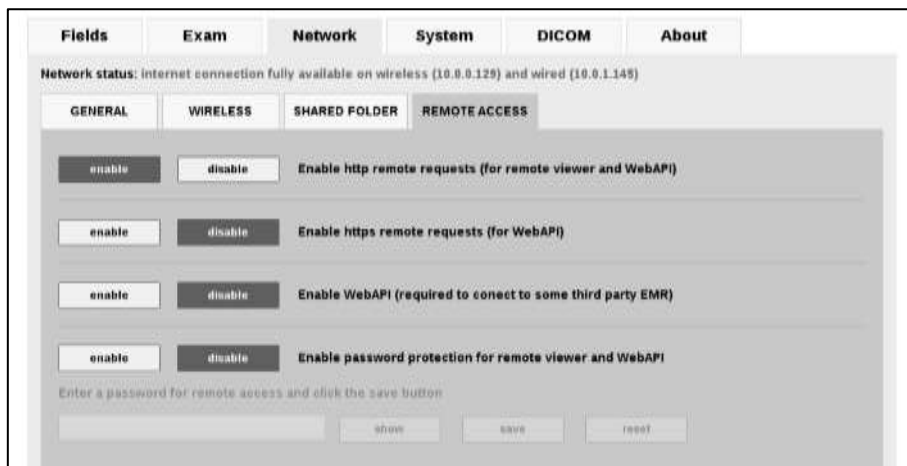 Fields Exam Network System DICOM About
Network status: internet connection fully available on wireless (10.0.0.129) and wired (10.0.1.145)
GENERAL WIRELESS SHARED FOLDER REMOTE ACCESS
enable disable Enable http remote requests (for remote viewer and WebAPI)
enable disable Enable https remote requests (for WebAPI)
enable disable Enable WebAPI (required to conect to some third party EMR)
enable disable Enable password protection for remote viewer and WebAPI
Enter a password for remote access and click the save button
show save reset